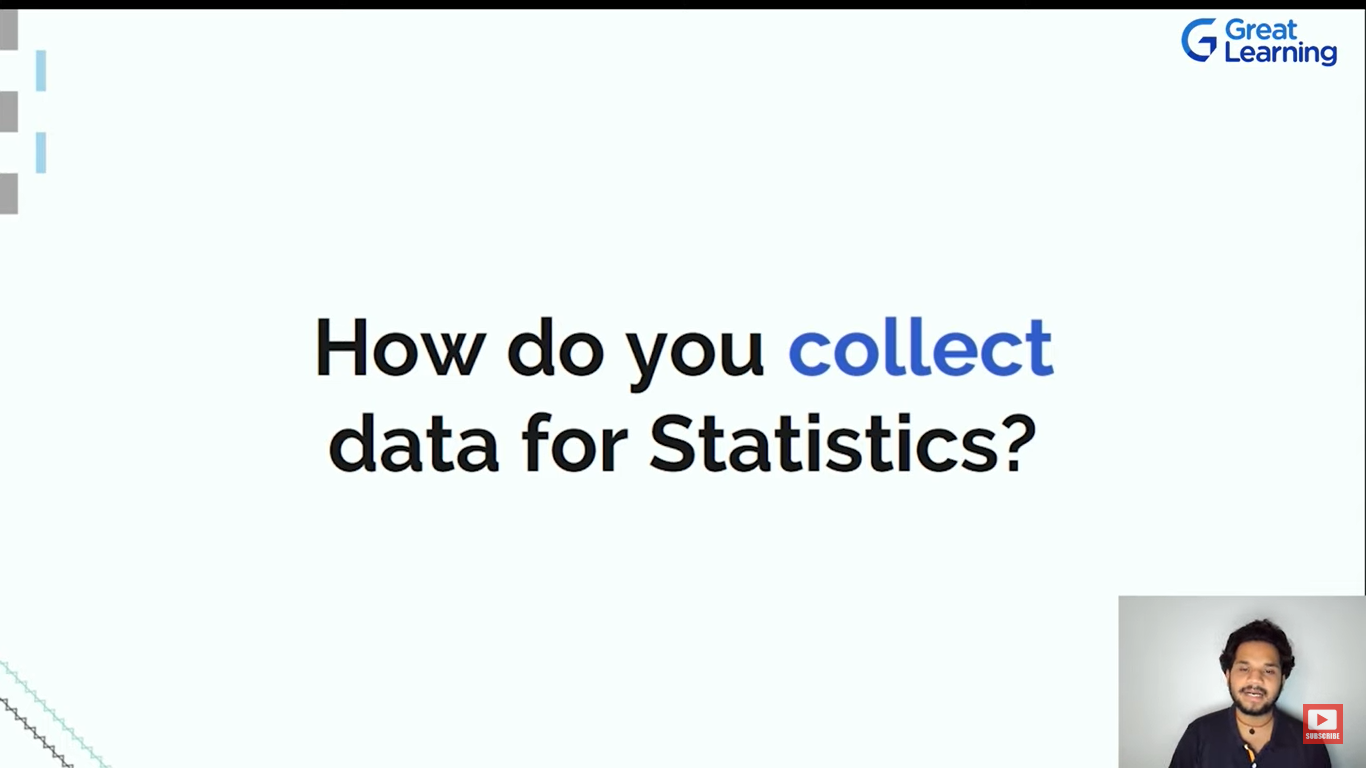 Great
Learning
How do you collect
data for Statistics?
SUBSCRIBE